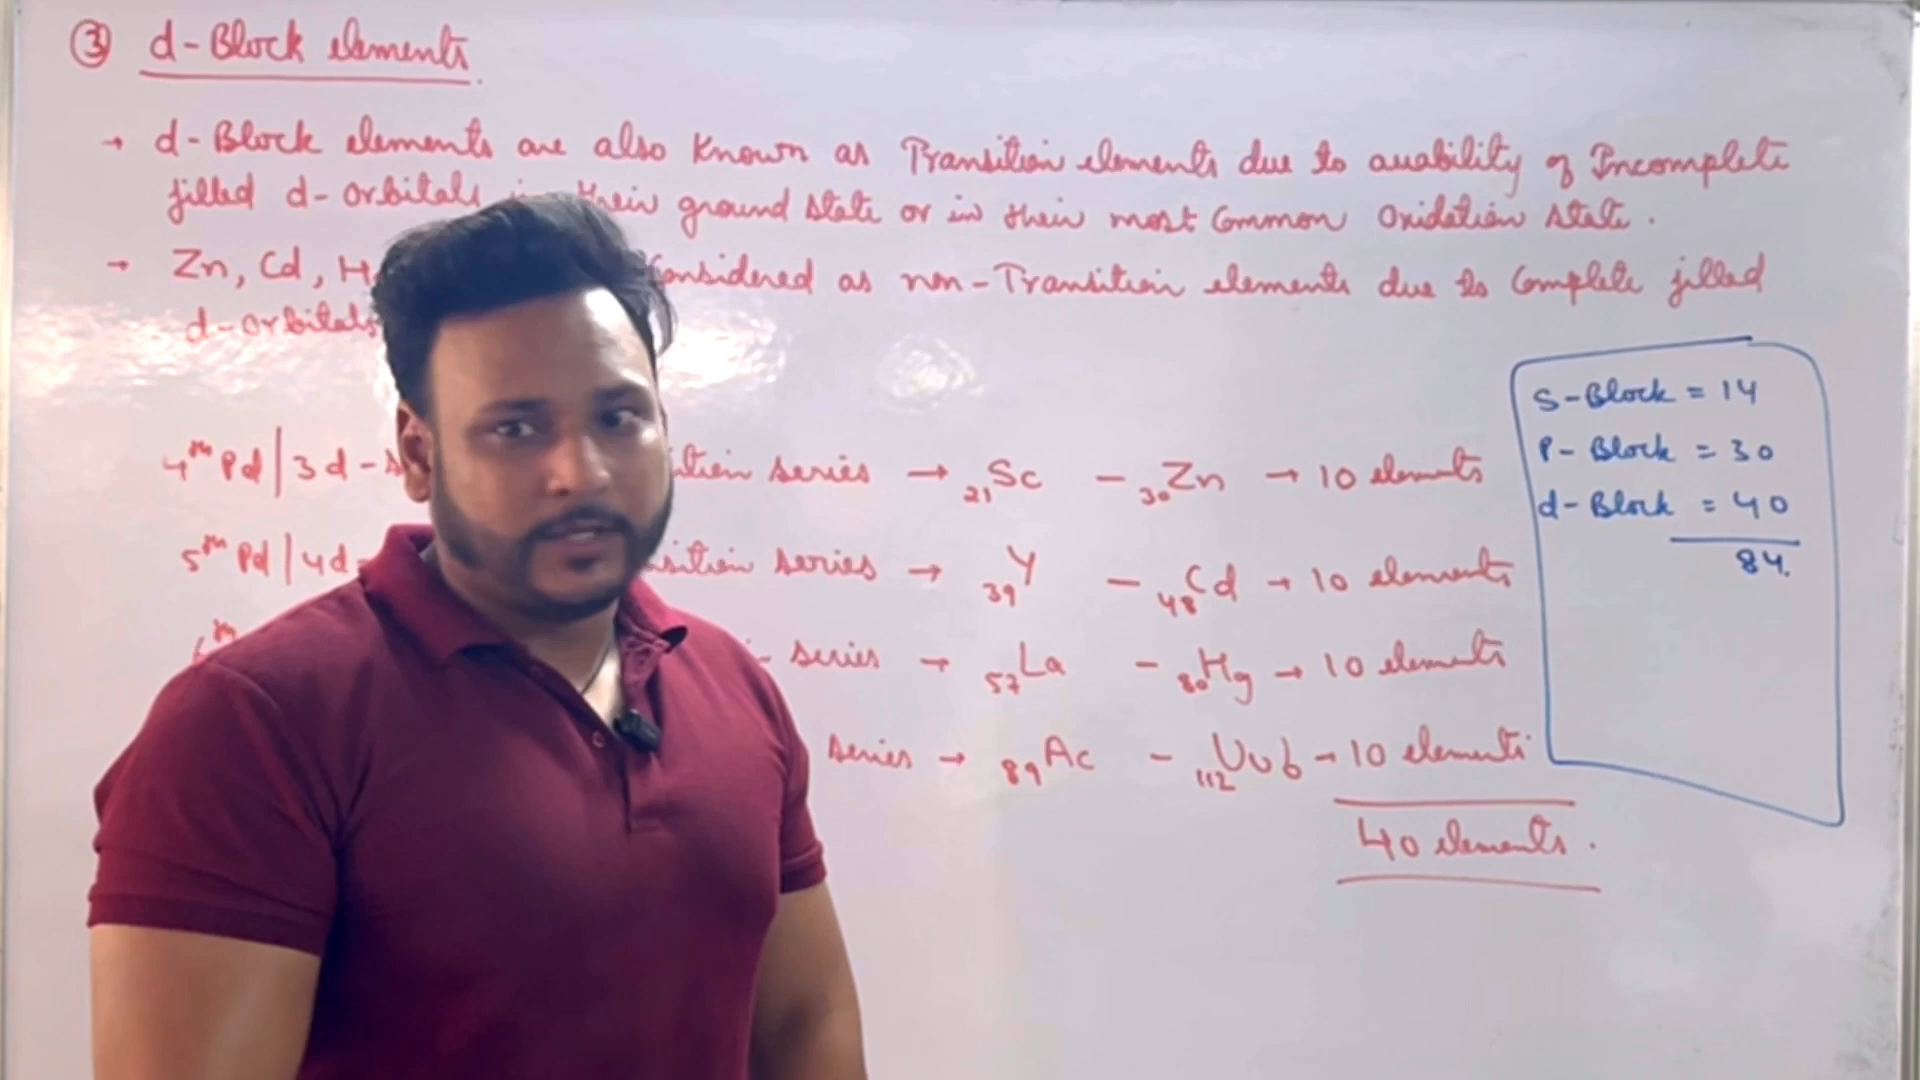 ③ d-Block elements.
→ d-Block elements are also known as Transition elements due to avability of Incomplete
filled d-orbitals in their ground state or in their most common oxidation state.
→ Zn, Cd, considered as non-Transition elements due to complete filled
d-orbitals
4th Pd | 3d- series → 21Sc - 30Zn → 10 elements
5th Pd | 4d- series → 39Y - 48Cd → 10 elements
6th series → 57La - 80Hg → 10 elements
series → 89Ac - 112Uub → 10 elements
40 elements.
S-Block = 14
P-Block = 30
d-Block = 40
84.